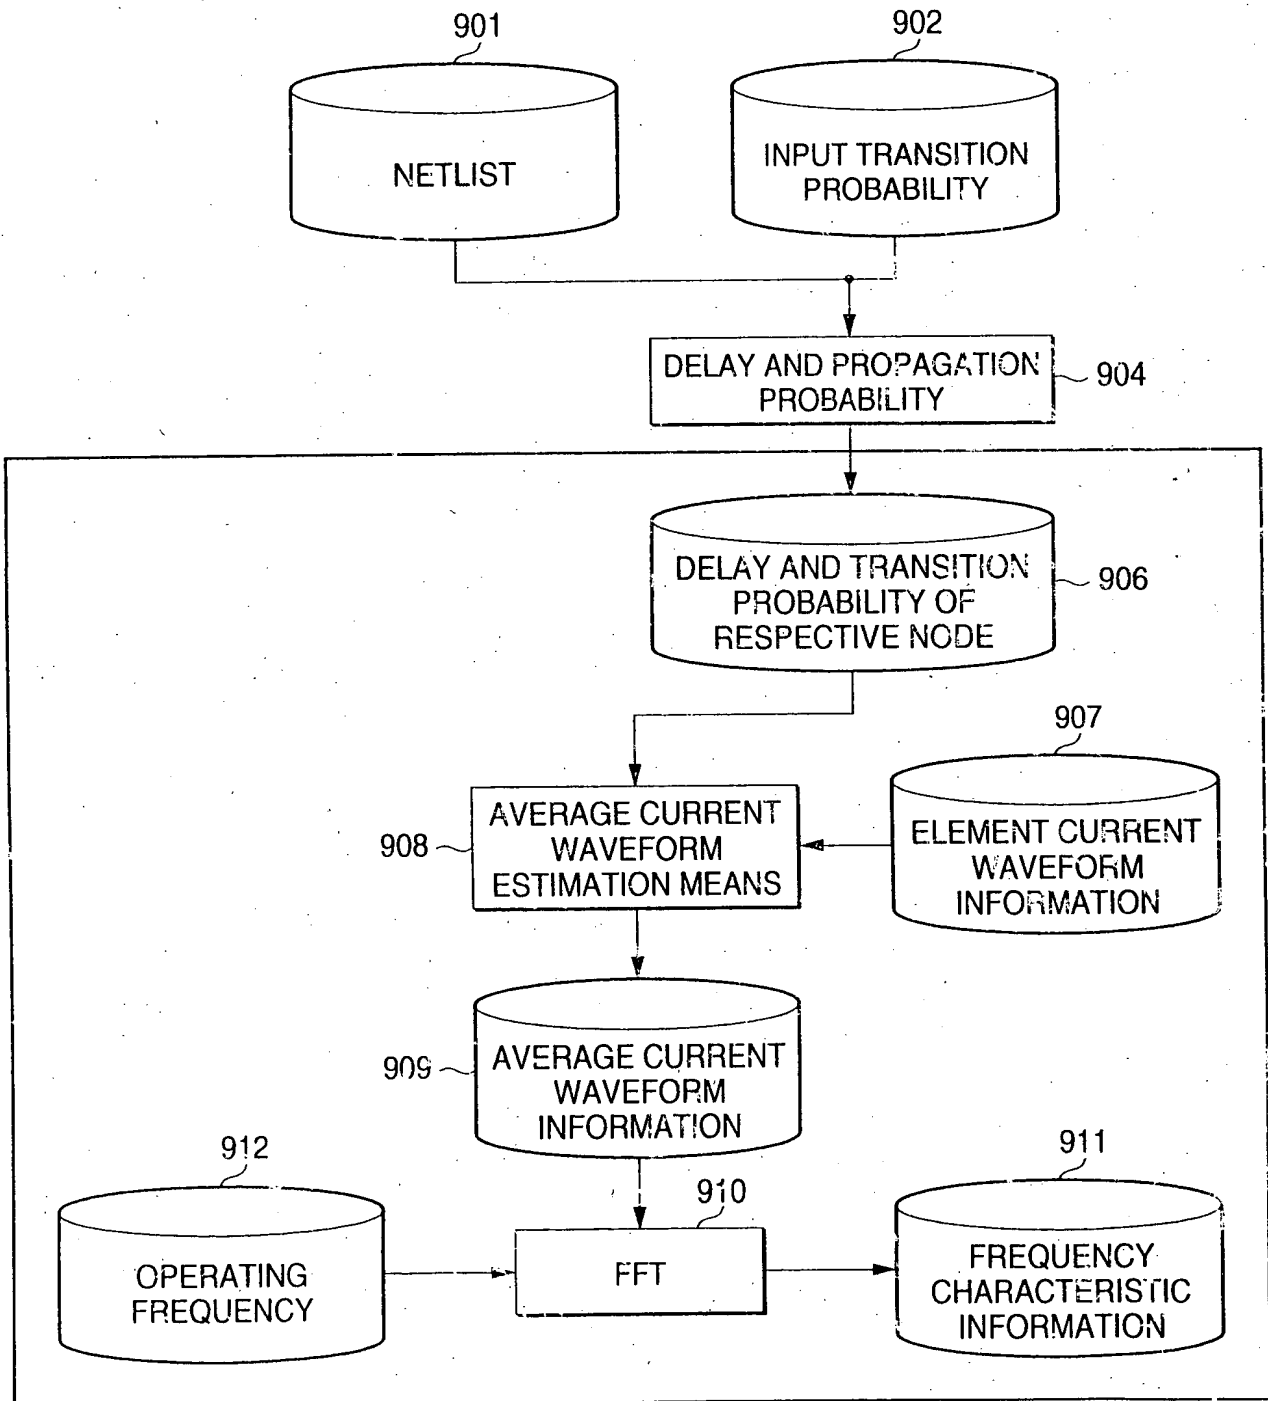 901
902
NETLIST
INPUT TRANSITION
PROBABILITY
DELAY AND PROPAGATION
PROBABILITY
904
DELAY AND TRANSITION
PROBABILITY OF
RESPECTIVE NODE
906
907
908
AVERAGE CURRENT
WAVEFORM
ESTIMATION MEANS
ELEMENT CURRENT
WAVEFORM
INFORMATION
909
AVERAGE CURRENT
WAVEFORM
INFORMATION
912
910
911
OPERATING
FREQUENCY
FFT
FREQUENCY
CHARACTERISTIC
INFORMATION